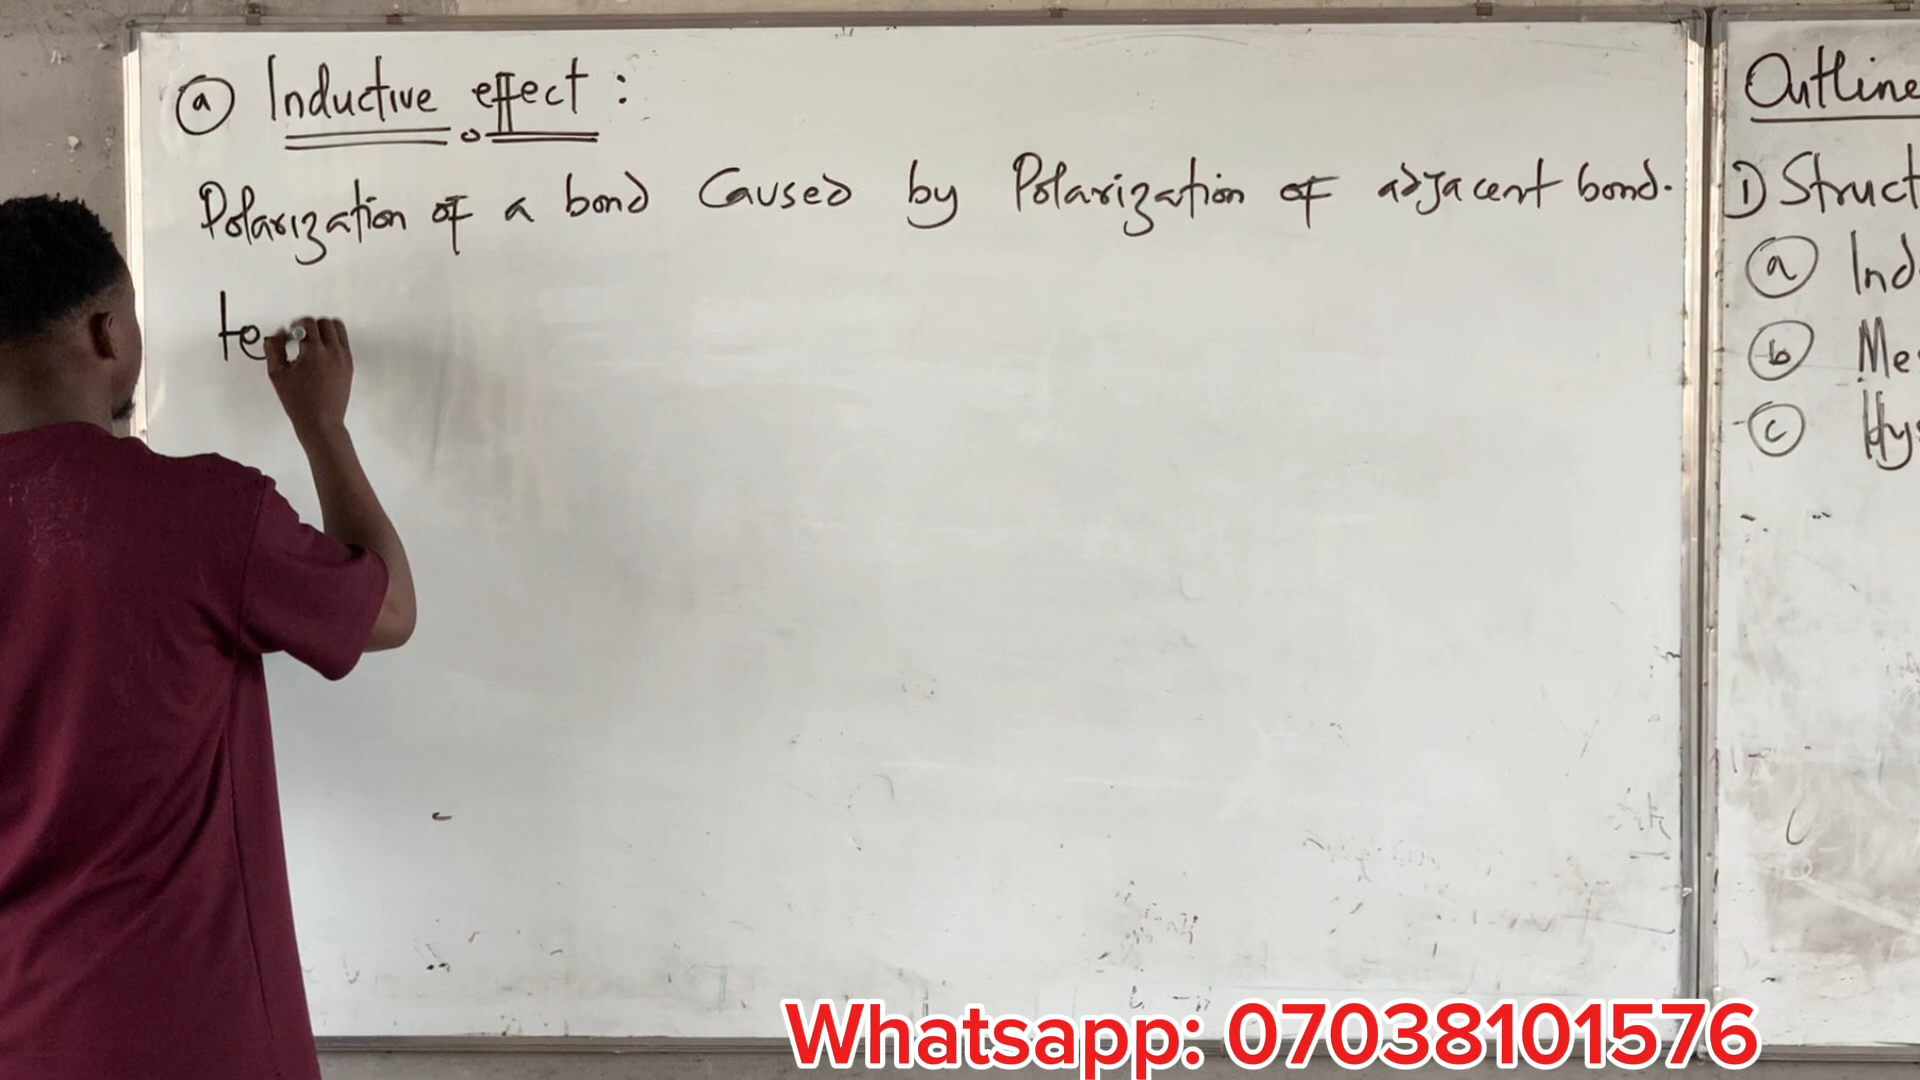 (a) Inductive effect :
Polarization of a bond Caused by Polarization of adjacent bond.
te
Outline
1) Struct
(a) Ind
(b) Me
(c) Hy
Whatsapp: 07038101576